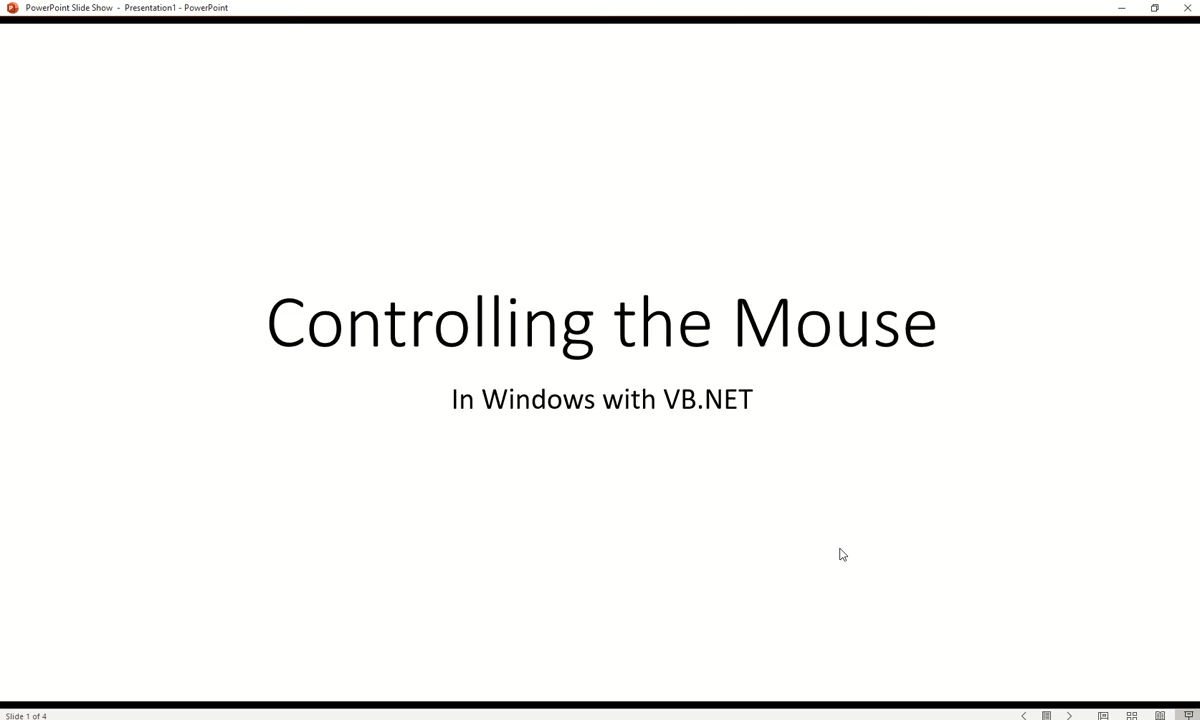 PowerPoint Slide Show - Presentation1 - PowerPoint
Controlling the Mouse
In Windows with VB.NET
Slide 1 of 4